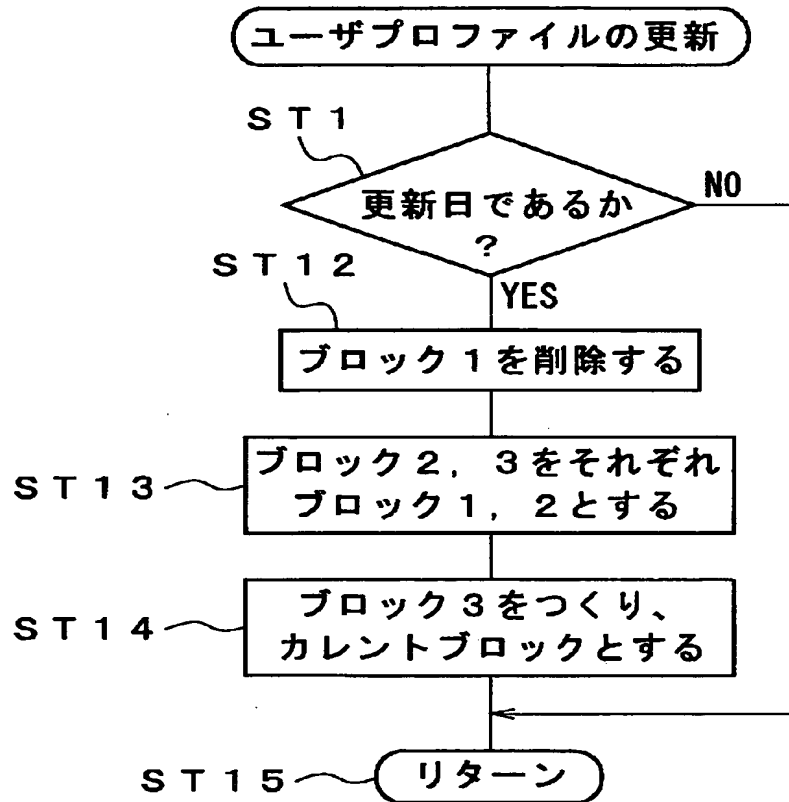 ユーザプロファイルの更新
ST1
更新日であるか
?
NO
ST12
YES
ブロック1を削除する
ブロック2,3をそれぞれ
ブロック1,2とする
ST13
ブロック3をつくり、
カレントブロックとする
ST14
リターン
ST15